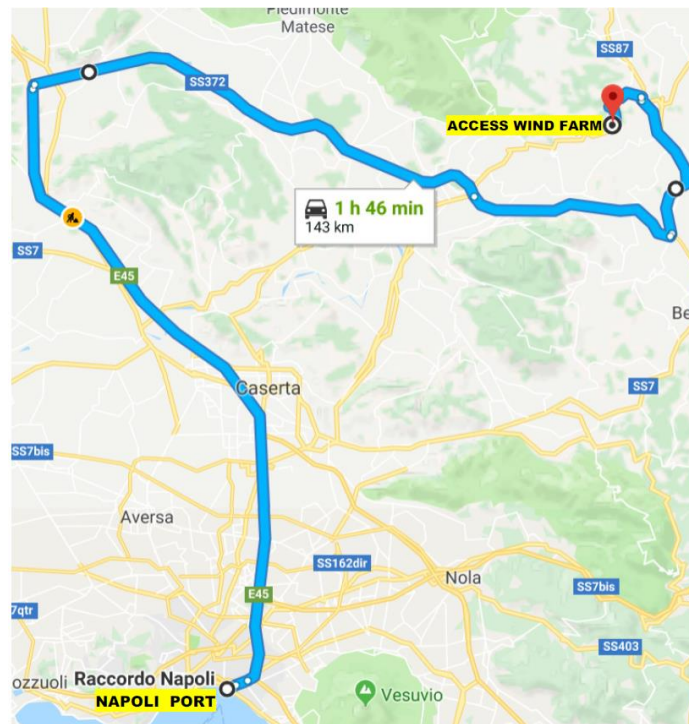 Piedimonte
Matese
SS87
SS372
ACCESS WIND FARM
1 h 46 min
143 km
SS7
E45
Be
SS7
Caserta
SS7bis
Aversa
SS162dir
Nola
SS7bis
E45
7qtr
SS403
ozzuoli
Raccordo Napoli
NAPOLI PORT
Vesuvio